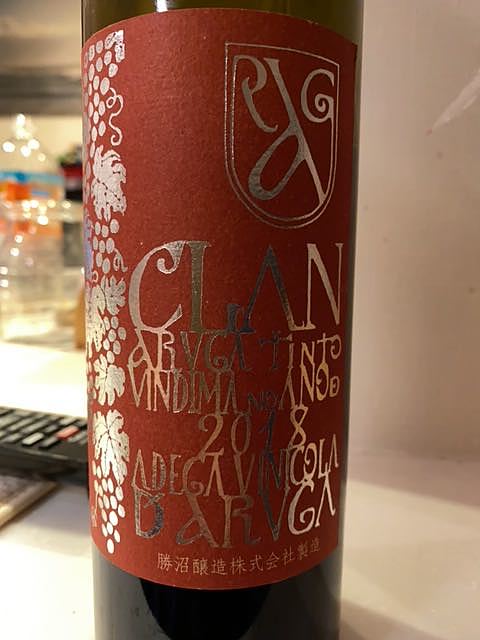 CLAN
ARUGA TINTO
VINDIMA NO ANO D
2018
ADEGA VINICOLA
D'ARUGA
勝沼醸造株式会社製造